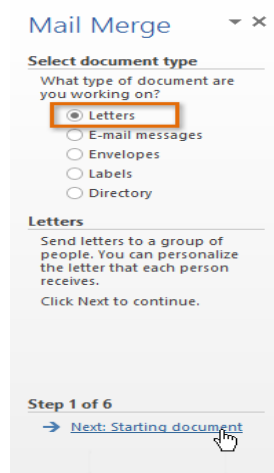 Mail Merge
Select document type
What type of document are
you working on?
Letters
E-mail messages
Envelopes
Labels
Directory
Letters
Send letters to a group of
people. You can personalize
the letter that each person
receives.
Click Next to continue.
Step 1 of 6
Next: Starting document